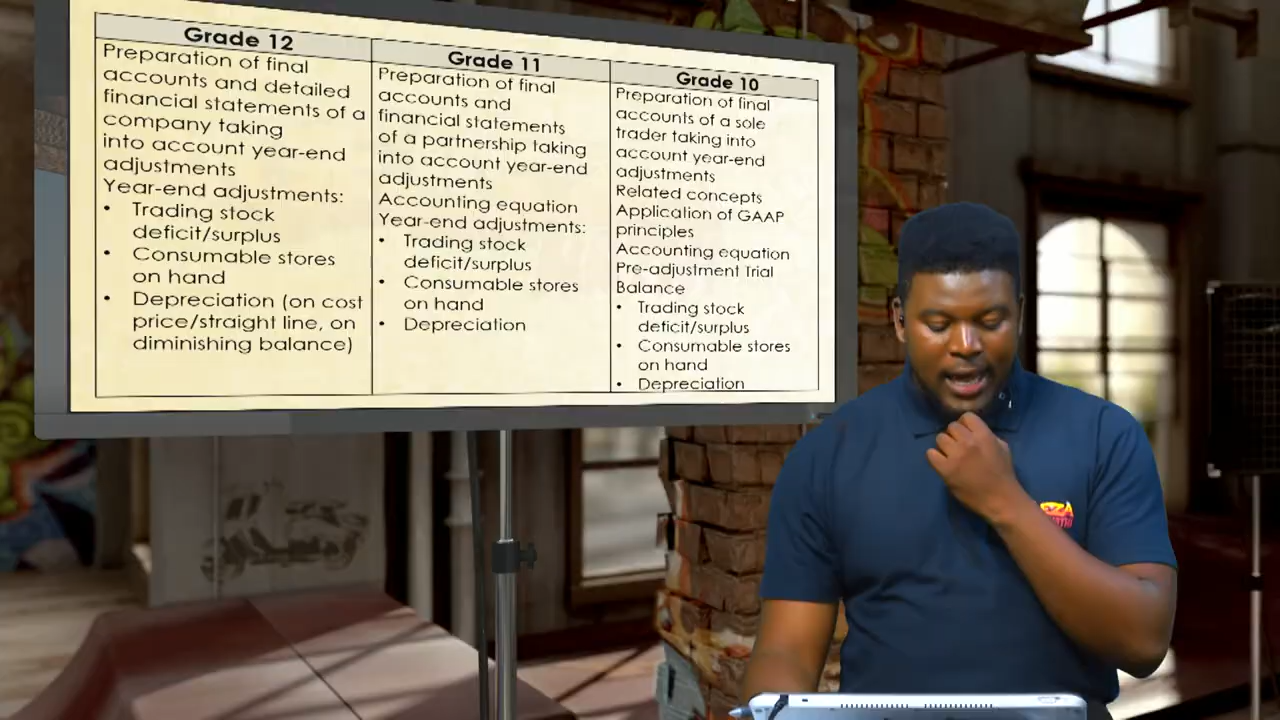 Grade 12
Preparation of final
accounts and detailed
financial statements of a
company taking
into account year-end
adjustments
Year-end adjustments:
• Trading stock
deficit/surplus
• Consumable stores
on hand
• Depreciation (on cost
price/straight line, on
diminishing balance)
Grade 11
Preparation of final
accounts and
financial statements
of a partnership taking
into account year-end
adjustments
Accounting equation
Year-end adjustments:
• Trading stock
deficit/surplus
• Consumable stores
on hand
• Depreciation
Grade 10
Preparation of final
accounts of a sole
trader taking into
account year-end
adjustments
Related concepts
Application of GAAP
principles
Accounting equation
Pre-adjustment Trial
Balance
• Trading stock
deficit/surplus
• Consumable stores
on hand
• Depreciation